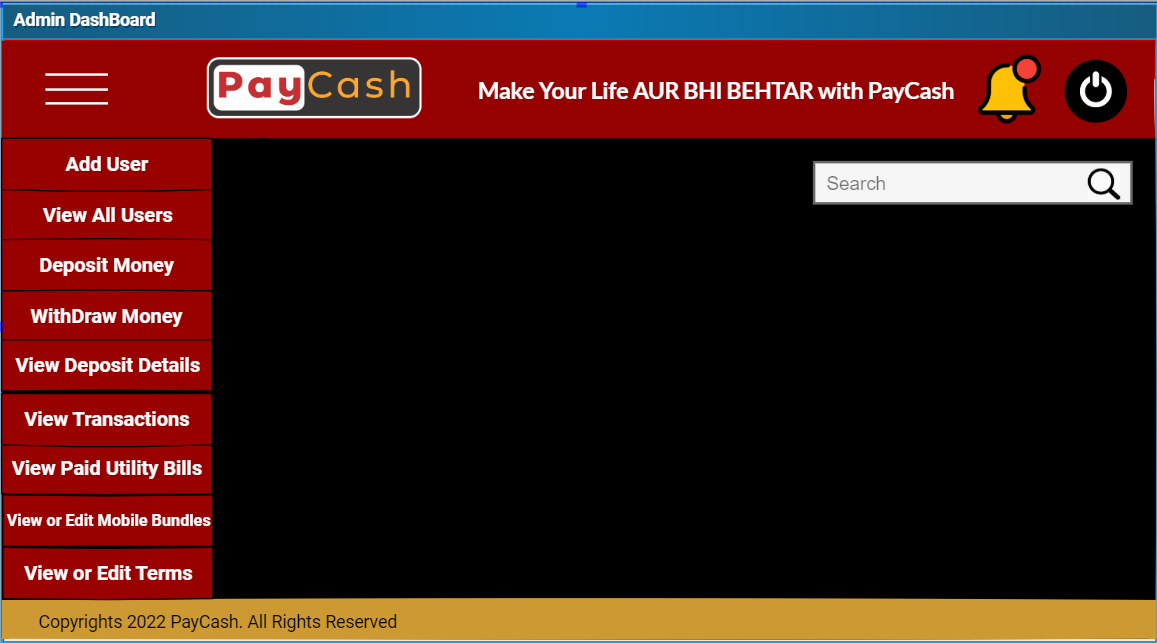 Admin DashBoard
PayCash
Make Your Life AUR BHI BEHTAR with PayCash
Add User
Search
View All Users
Deposit Money
WithDraw Money
View Deposit Details
View Transactions
View Paid Utility Bills
View or Edit Mobile Bundles
View or Edit Terms
Copyrights 2022 PayCash. All Rights Reserved